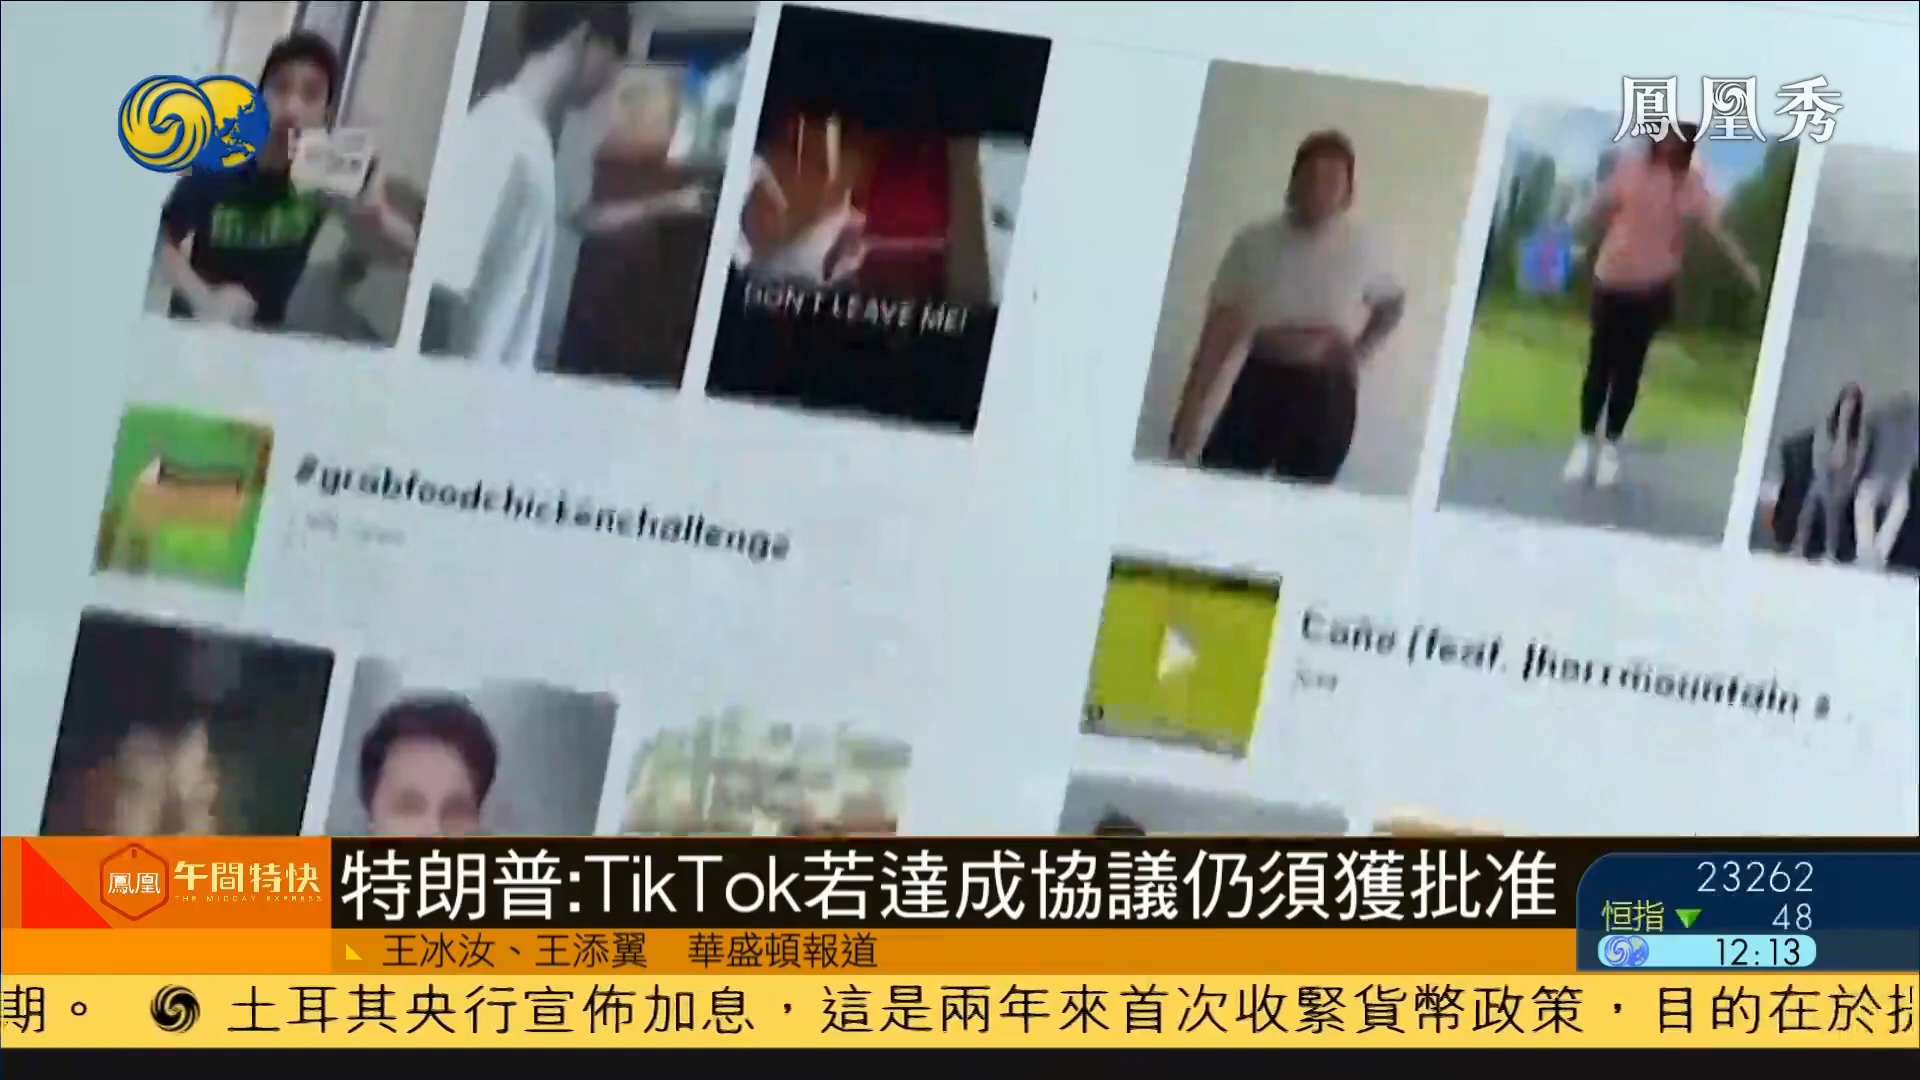 鳳凰秀
DON'T LEAVE ME!
#grabfoodchickenchallenge
鳳凰
午間特快
THE MIDDAY EXPRESS
特朗普:TikTok若達成協議仍須獲批准
王冰汝、王添翼 華盛頓報道
23262
恒指 48
12:13
期。 土耳其央行宣佈加息，這是兩年來首次收緊貨幣政策，目的在於